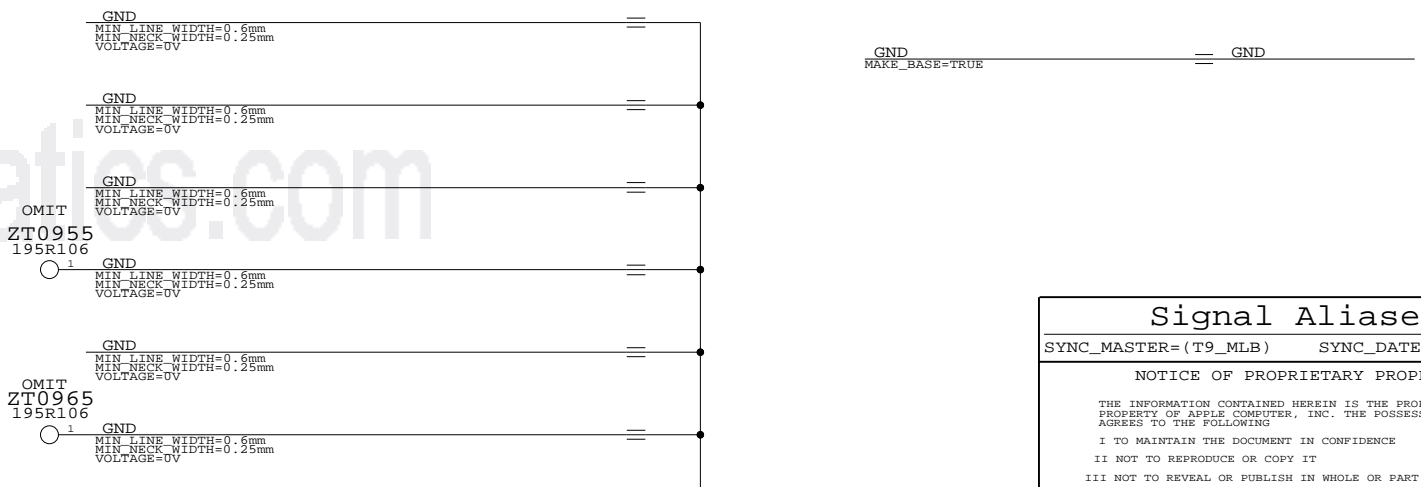 GND
MIN_LINE_WIDTH=0.6mm
MIN_NECK_WIDTH=0.25mm
VOLTAGE=0V
GND
MIN_LINE_WIDTH=0.6mm
MIN_NECK_WIDTH=0.25mm
VOLTAGE=0V
GND
MIN_LINE_WIDTH=0.6mm
MIN_NECK_WIDTH=0.25mm
VOLTAGE=0V
OMIT
ZT0955
195R106
1
GND
MIN_LINE_WIDTH=0.6mm
MIN_NECK_WIDTH=0.25mm
VOLTAGE=0V
GND
MIN_LINE_WIDTH=0.6mm
MIN_NECK_WIDTH=0.25mm
VOLTAGE=0V
OMIT
ZT0965
195R106
1
GND
MIN_LINE_WIDTH=0.6mm
MIN_NECK_WIDTH=0.25mm
VOLTAGE=0V
atics.com
GND
MAKE_BASE=TRUE
GND
Signal Aliase
SYNC_MASTER=(T9_MLB) SYNC_DATE
NOTICE OF PROPRIETARY PROP
THE INFORMATION CONTAINED HEREIN IS THE PRO
PROPERTY OF APPLE COMPUTER, INC. THE POSSES
AGREES TO THE FOLLOWING
I TO MAINTAIN THE DOCUMENT IN CONFIDENCE
II NOT TO REPRODUCE OR COPY IT
III NOT TO REVEAL OR PUBLISH IN WHOLE OR PART